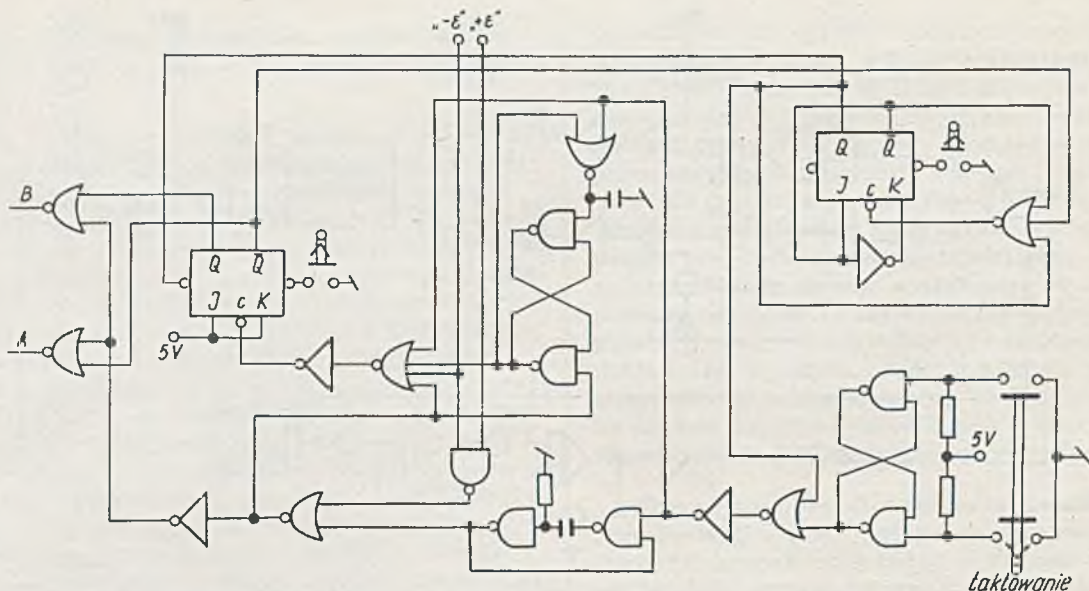 „-ε" „+ε"
Q Q̄
J c K
B
Q Q̄
J c K
5V
A
5V
taktowanie